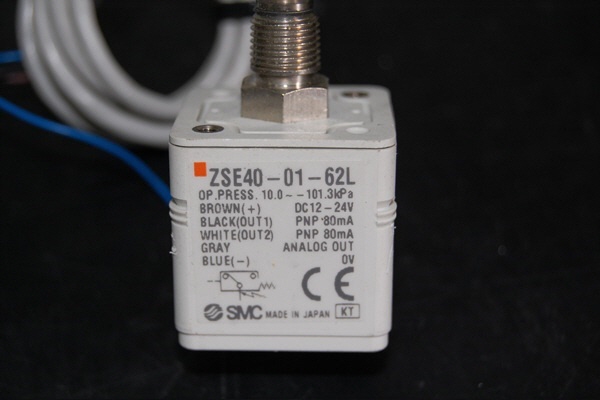 ZSE40-01-62L
OP.PRESS. 10.0--101.3kPa
BROWN(+) DC12-24V
BLACK(OUT1) PNP 80mA
WHITE(OUT2) PNP 80mA
GRAY ANALOG OUT
BLUE(-) 0V
CE
SMC MADE IN JAPAN KT